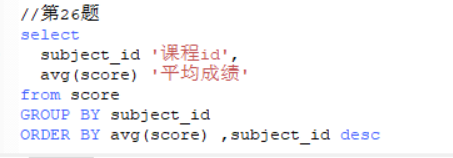 //第26题
select
subject_id '课程id',
avg(score) '平均成绩'
from score
GROUP BY subject_id
ORDER BY avg(score) ,subject_id desc